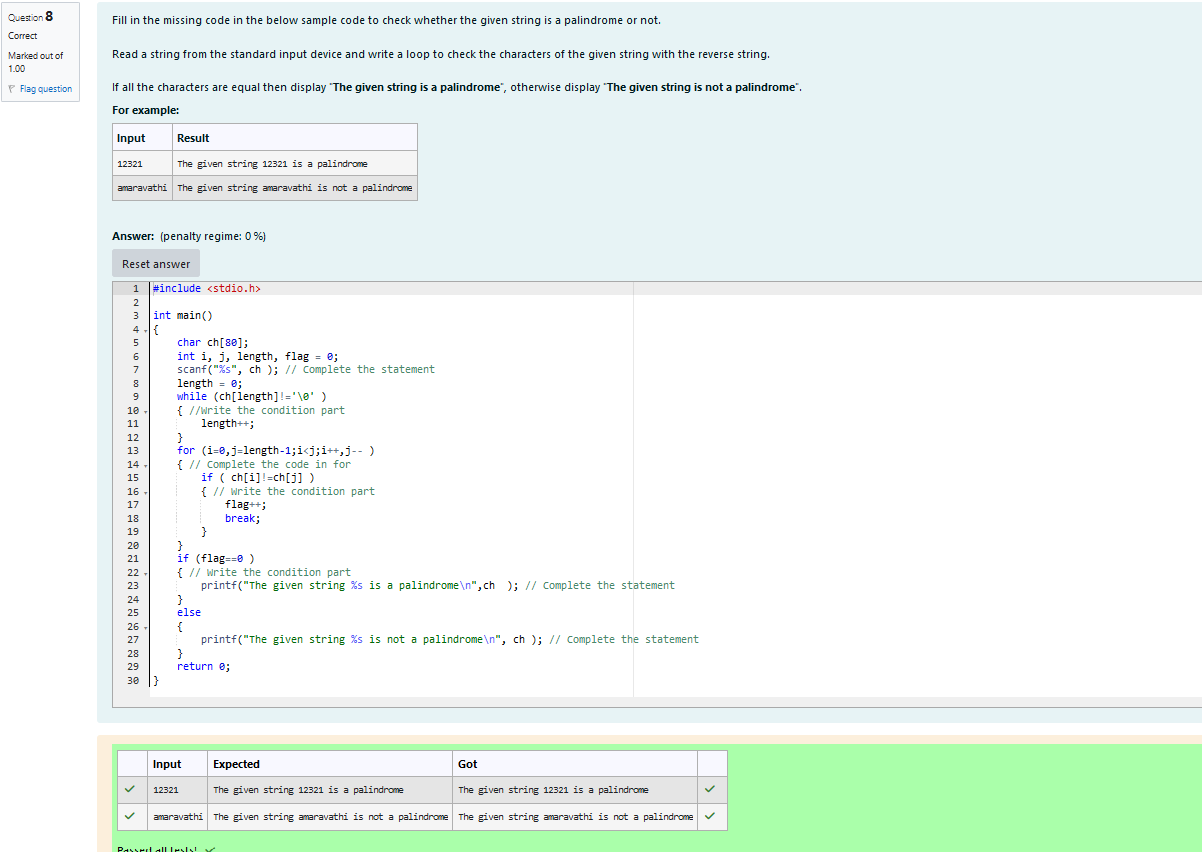 Question 8
Correct
Marked out of
1.00
Flag question
Fill in the missing code in the below sample code to check whether the given string is a palindrome or not.
Read a string from the standard input device and write a loop to check the characters of the given string with the reverse string.
If all the characters are equal then display "The given string is a palindrome", otherwise display "The given string is not a palindrome".
For example:
Input Result
12321 The given string 12321 is a palindrome
amaravathi The given string amaravathi is not a palindrome
Answer: (penalty regime: 0 %)
Reset answer
1 #include <stdio.h>
2
3 int main()
4 {
5 char ch[80];
6 int i, j, length, flag = 0;
7 scanf("%s", ch ); // Complete the statement
8 length = 0;
9 while (ch[length]!='\0' )
10 { //Write the condition part
11 length++;
12 }
13 for (i=0,j=length-1;i<j;i++,j-- )
14 { // Complete the code in for
15 if ( ch[i]!=ch[j] )
16 { // Write the condition part
17 flag++;
18 break;
19 }
20 }
21 if (flag==0 )
22 { // Write the condition part
23 printf("The given string %s is a palindrome\n",ch ); // Complete the statement
24 }
25 else
26 {
27 printf("The given string %s is not a palindrome\n", ch ); // Complete the statement
28 }
29 return 0;
30 }
Input Expected Got
12321 The given string 12321 is a palindrome The given string 12321 is a palindrome
amaravathi The given string amaravathi is not a palindrome The given string amaravathi is not a palindrome
Passed all tests!